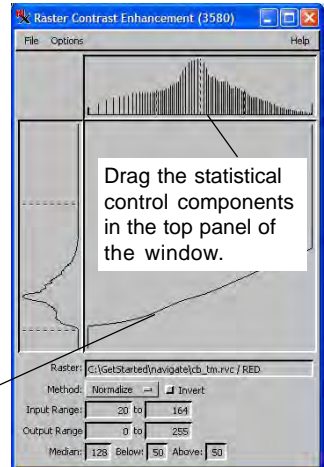 Raster Contrast Enhancement (3580)
File Options Help
Drag the statistical
control components
in the top panel of
the window.
Raster: C:\GetStarted\navigate\cb_tm.rvc / RED
Method: Normalize Invert
Input Range: 20 to 164
Output Range 0 to 255
Median: 128 Below: 50 Above: 50